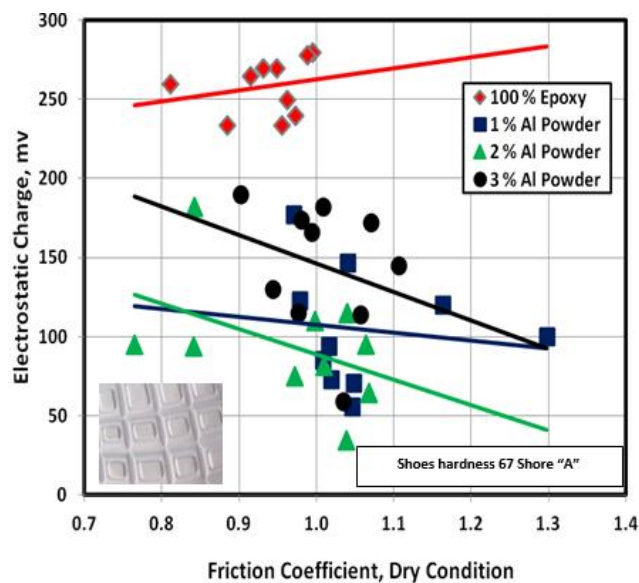 300
250
200
150
100
50
0
Electrostatic Charge, mv
100 % Epoxy
1 % Al Powder
2 % Al Powder
3 % Al Powder
Shoes hardness 67 Shore “A”
0.7 0.8 0.9 1.0 1.1 1.2 1.3 1.4
Friction Coefficient, Dry Condition